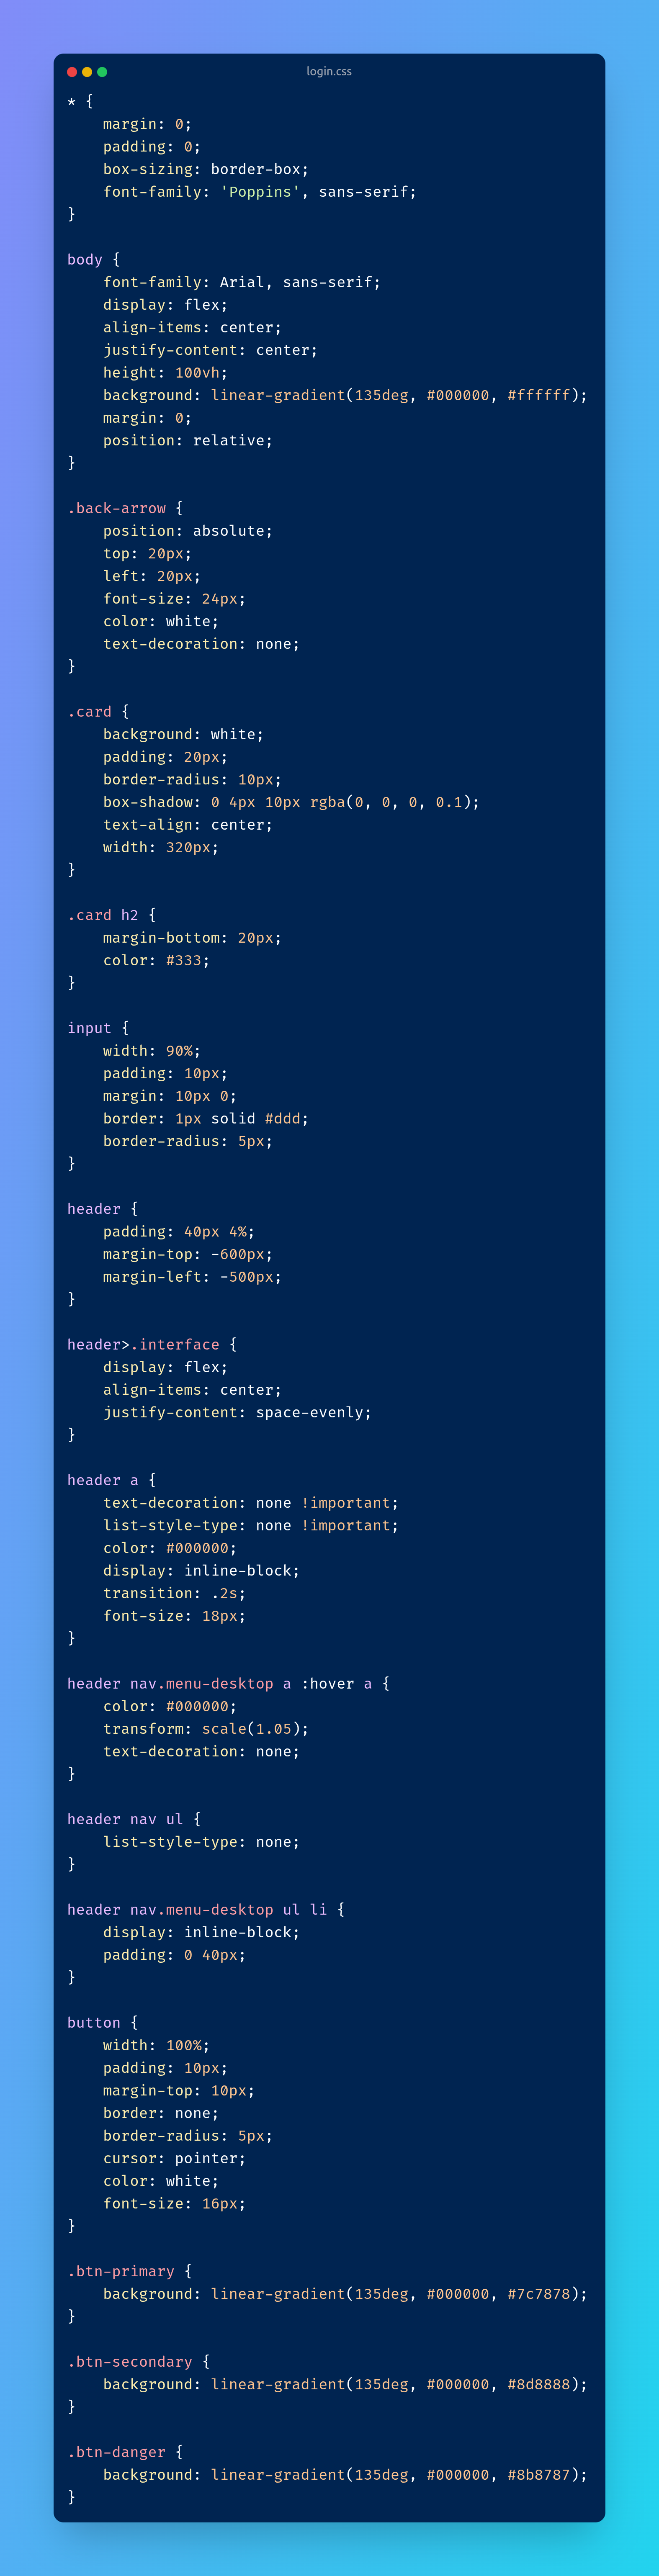 login.css
* {
    margin: 0;
    padding: 0;
    box-sizing: border-box;
    font-family: 'Poppins', sans-serif;
}

body {
    font-family: Arial, sans-serif;
    display: flex;
    align-items: center;
    justify-content: center;
    height: 100vh;
    background: linear-gradient(135deg, #000000, #ffffff);
    margin: 0;
    position: relative;
}

.back-arrow {
    position: absolute;
    top: 20px;
    left: 20px;
    font-size: 24px;
    color: white;
    text-decoration: none;
}

.card {
    background: white;
    padding: 20px;
    border-radius: 10px;
    box-shadow: 0 4px 10px rgba(0, 0, 0, 0.1);
    text-align: center;
    width: 320px;
}

.card h2 {
    margin-bottom: 20px;
    color: #333;
}

input {
    width: 90%;
    padding: 10px;
    margin: 10px 0;
    border: 1px solid #ddd;
    border-radius: 5px;
}

header {
    padding: 40px 4%;
    margin-top: -600px;
    margin-left: -500px;
}

header>.interface {
    display: flex;
    align-items: center;
    justify-content: space-evenly;
}

header a {
    text-decoration: none !important;
    list-style-type: none !important;
    color: #000000;
    display: inline-block;
    transition: .2s;
    font-size: 18px;
}

header nav.menu-desktop a :hover a {
    color: #000000;
    transform: scale(1.05);
    text-decoration: none;
}

header nav ul {
    list-style-type: none;
}

header nav.menu-desktop ul li {
    display: inline-block;
    padding: 0 40px;
}

button {
    width: 100%;
    padding: 10px;
    margin-top: 10px;
    border: none;
    border-radius: 5px;
    cursor: pointer;
    color: white;
    font-size: 16px;
}

.btn-primary {
    background: linear-gradient(135deg, #000000, #7c7878);
}

.btn-secondary {
    background: linear-gradient(135deg, #000000, #8d8888);
}

.btn-danger {
    background: linear-gradient(135deg, #000000, #8b8787);
}